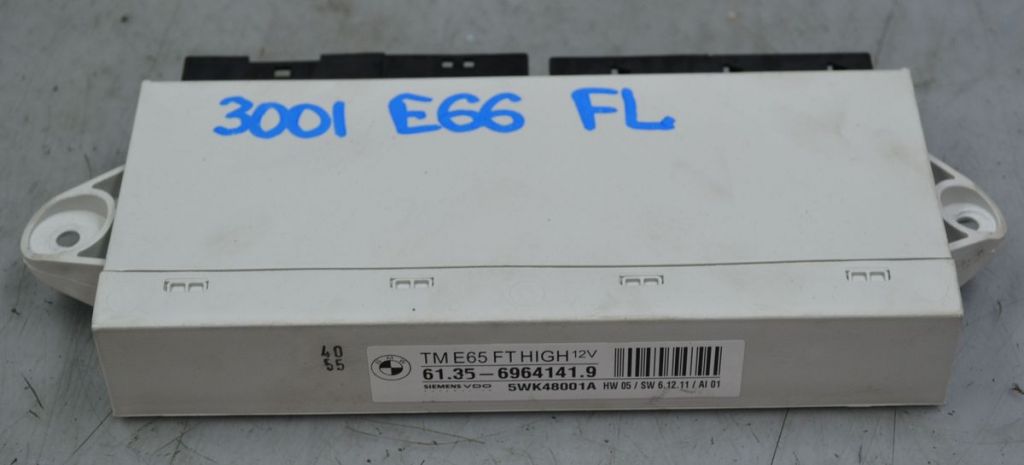 3001 E66 FL
40
55
BMW
TM E65 FT HIGH 12V
61.35-6964141.9
SIEMENS VDO 5WK48001A HW 05 / SW 6.12.11 / AI 01